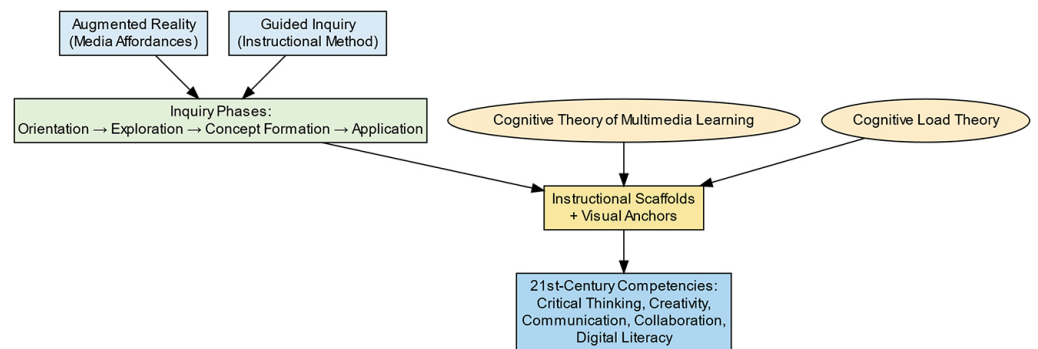 Augmented Reality
(Media Affordances)
Guided Inquiry
(Instructional Method)
Inquiry Phases:
Orientation → Exploration → Concept Formation → Application
Cognitive Theory of Multimedia Learning
Cognitive Load Theory
Instructional Scaffolds
+ Visual Anchors
21st-Century Competencies:
Critical Thinking, Creativity,
Communication, Collaboration,
Digital Literacy